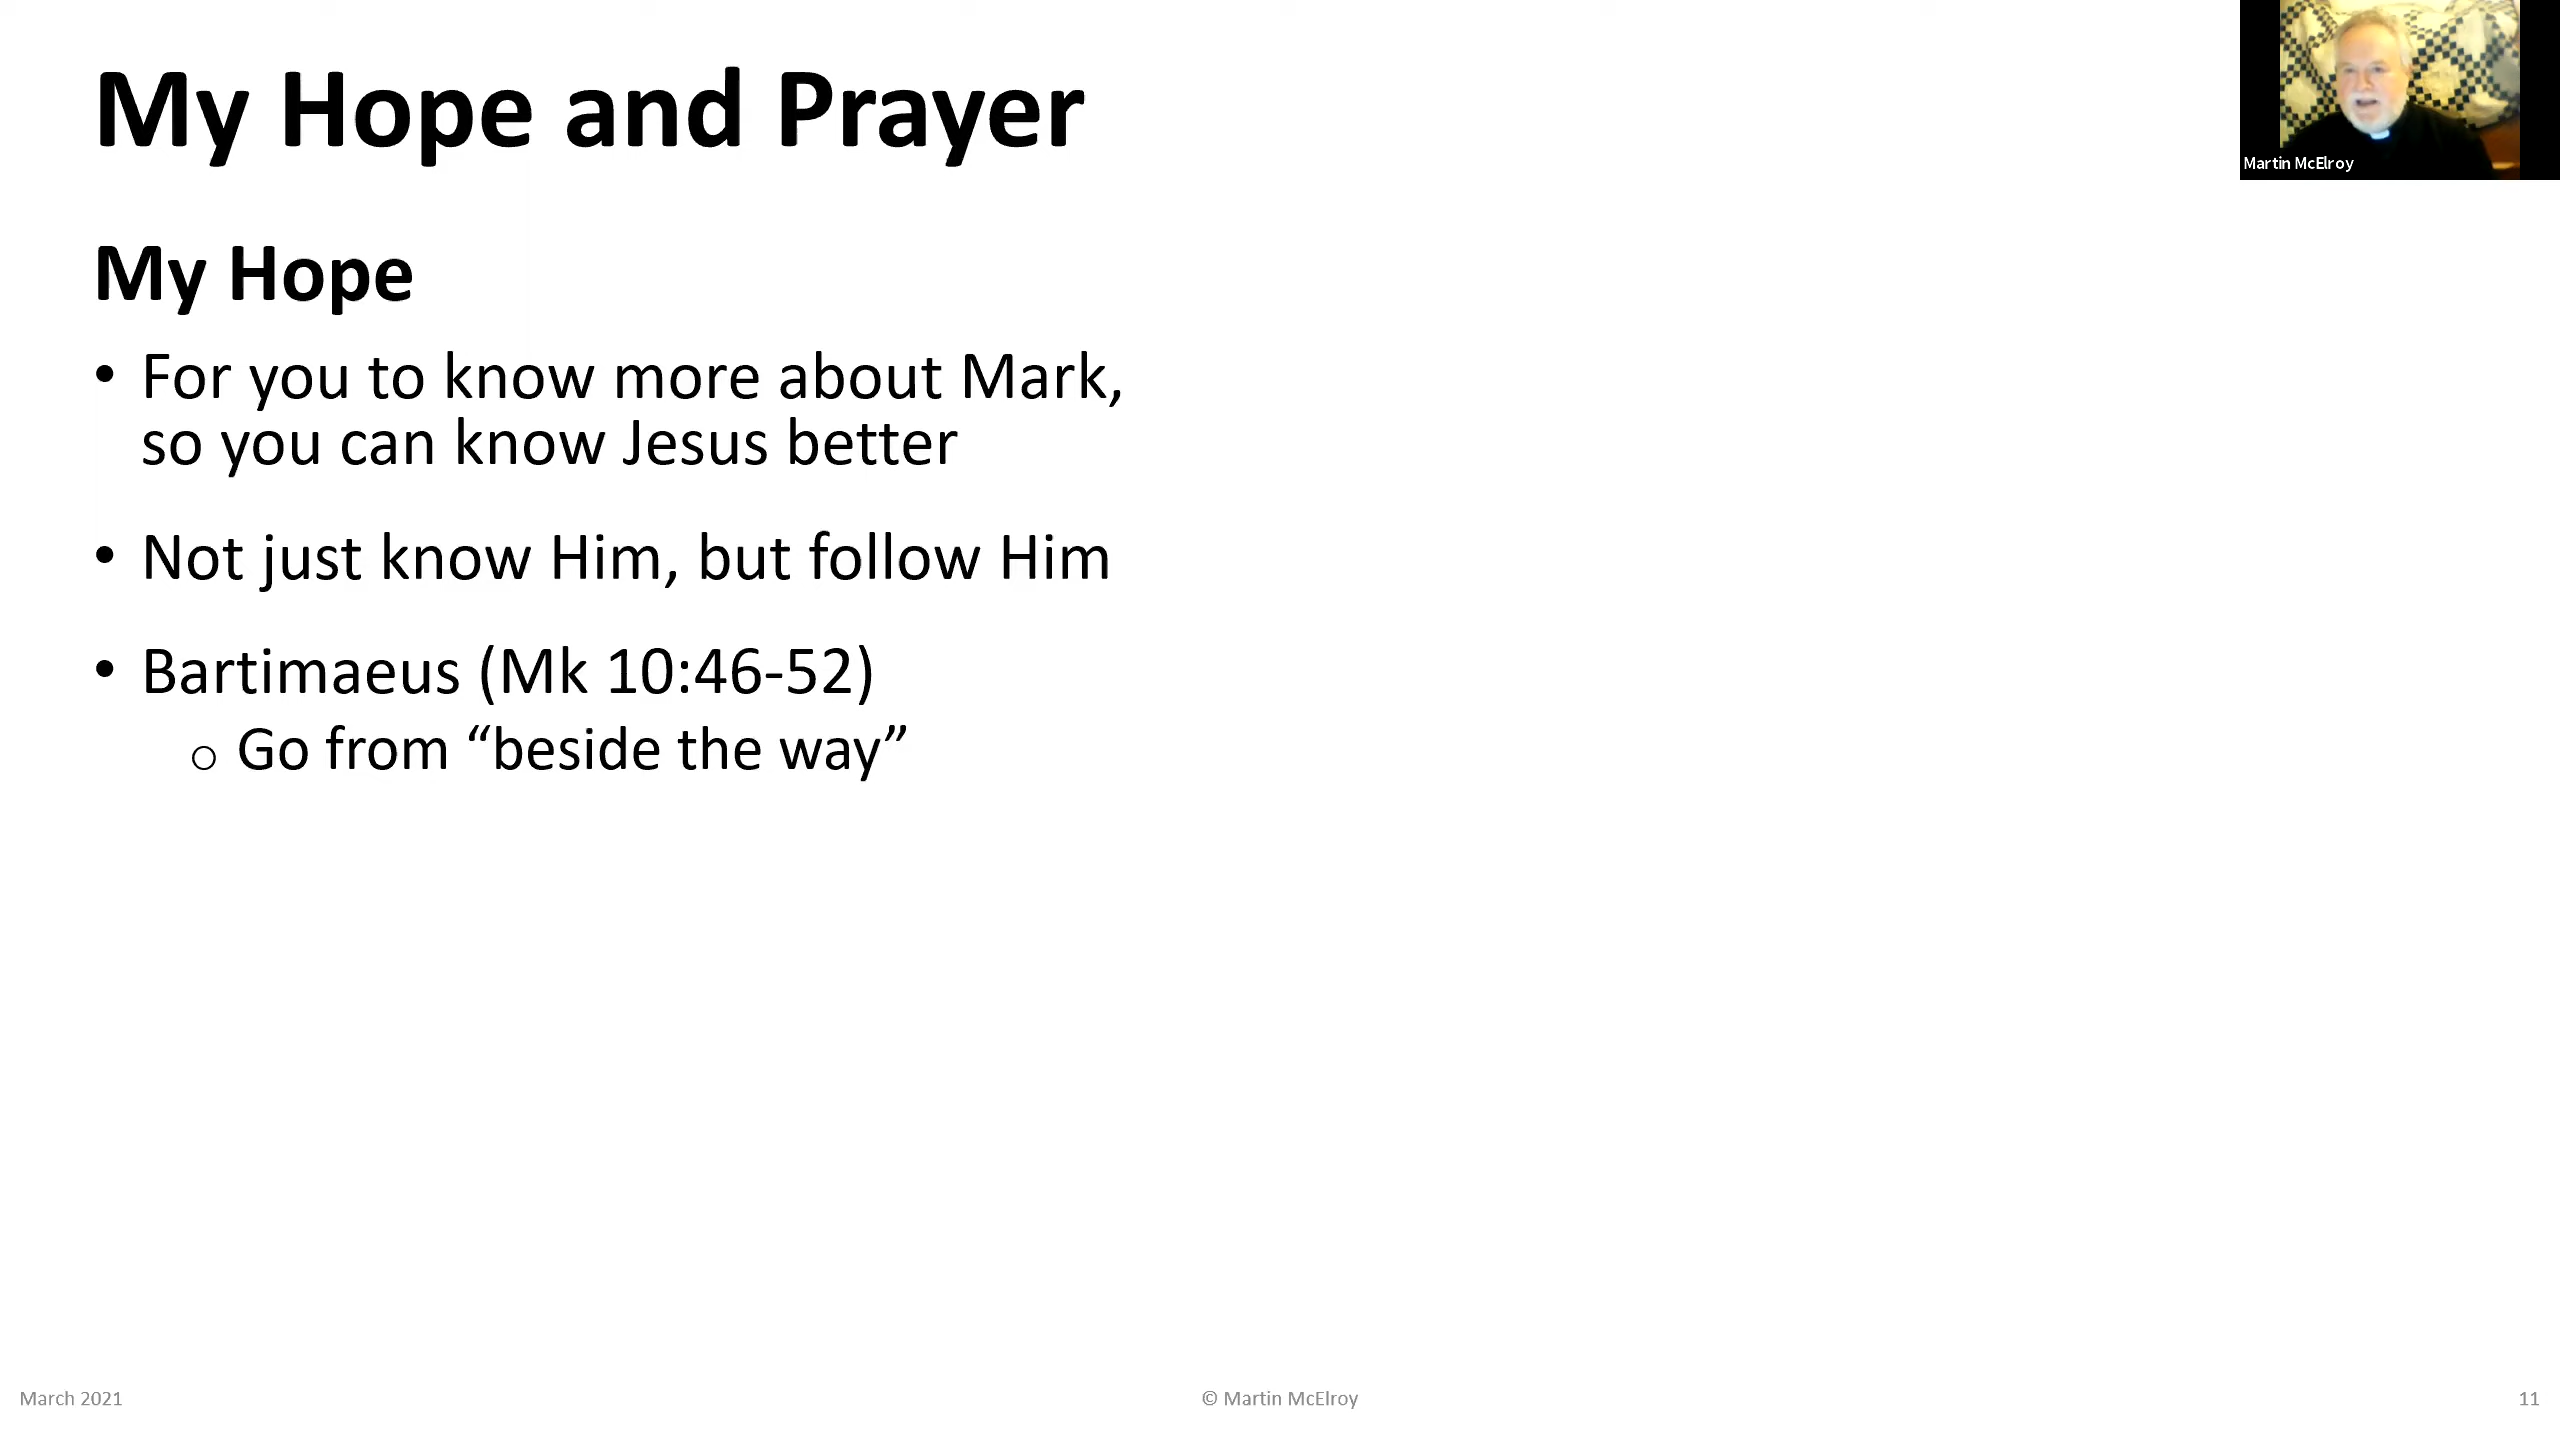 My Hope and Prayer
Martin McElroy
My Hope
• For you to know more about Mark,
so you can know Jesus better
• Not just know Him, but follow Him
• Bartimaeus (Mk 10:46-52)
o Go from “beside the way”
March 2021
© Martin McElroy
11